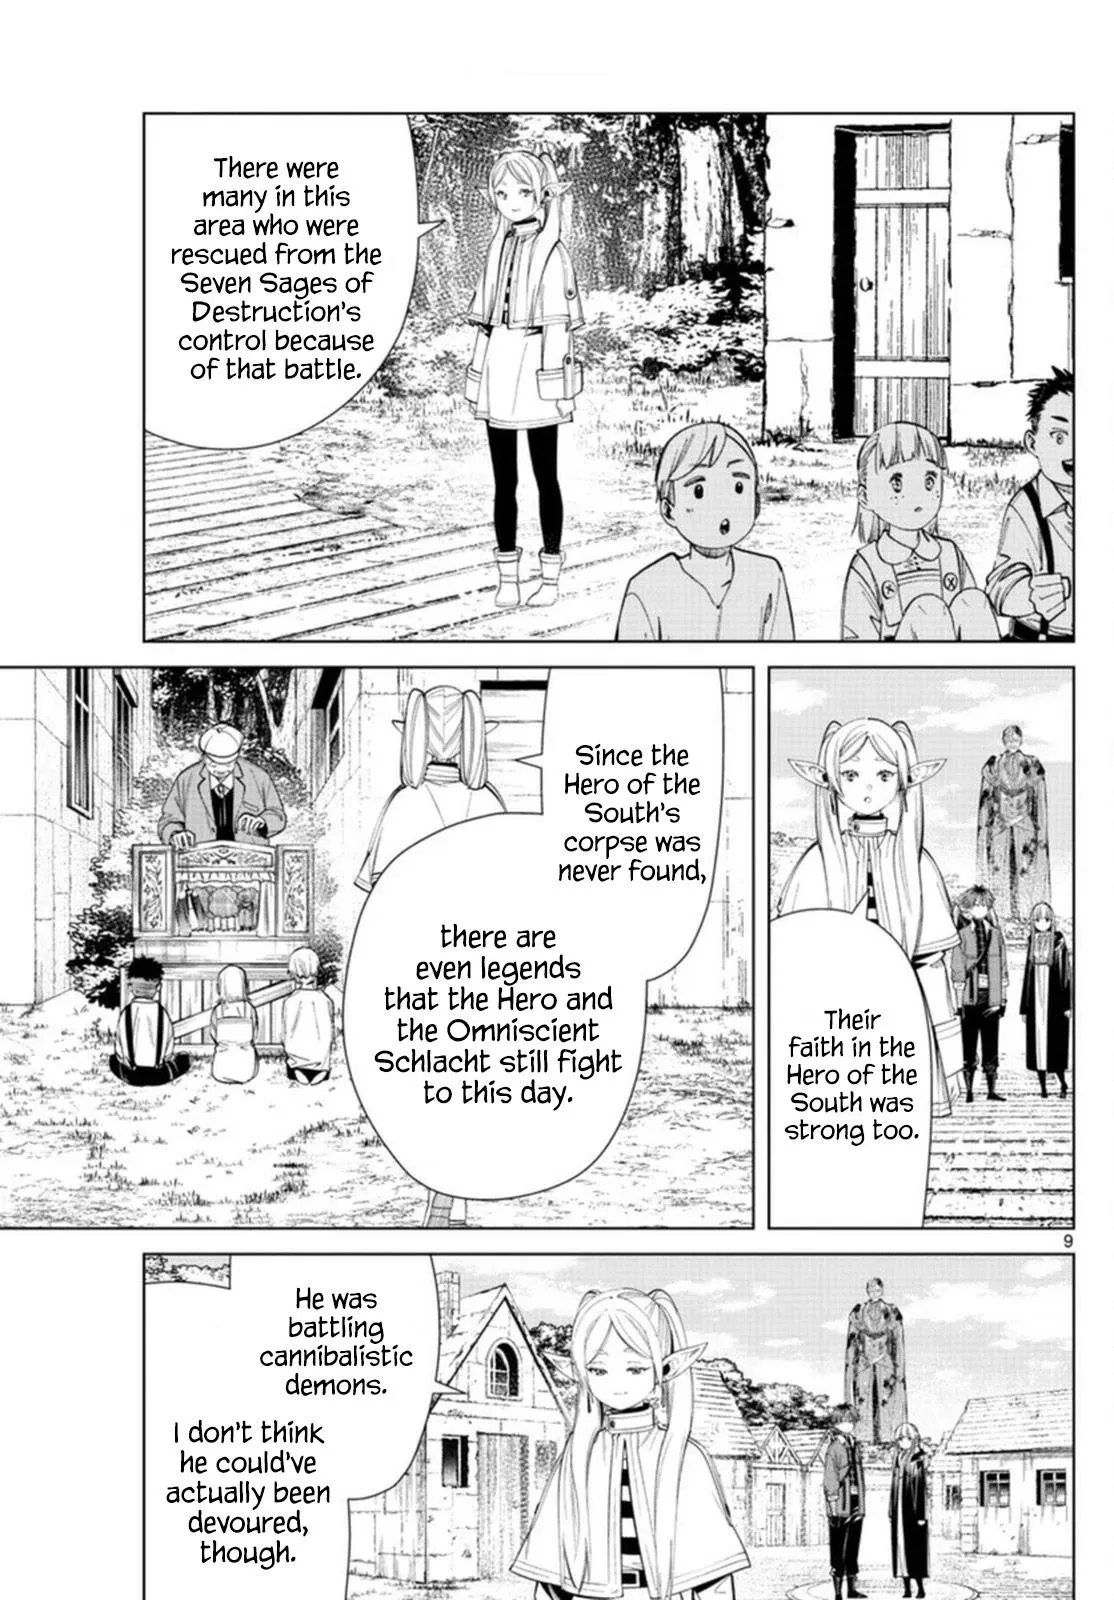 There were
many in this
area who were
rescued from the
Seven Sages of
Destruction's
control because
of that battle.
Their
faith in the
Hero of the
South was
strong too.
Since the
Hero of the
South's
corpse was
never found,
there are
even legends
that the Hero and
the Omniscient
Schlacht still fight
to this day.
9
He was
battling
cannibalistic
demons.
I don't think
he could've
actually been
devoured,
though.